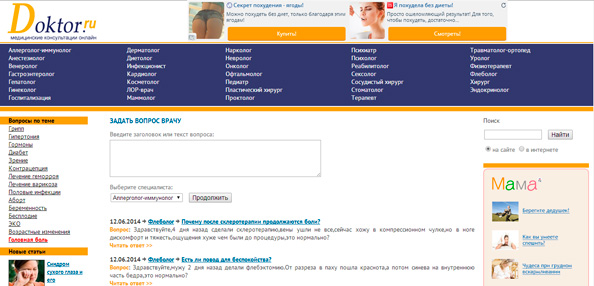 Doktor.ru
медицинские консультации онлайн
Секрет похудения - ягоды!
Можно похудеть без диет, только благодаря этим ягодам!
Купить!
Я похудела без диеты!
Просто ошеломляющий результат! Для того, чтобы похудеть, достаточно...
Смотреть!
Аллерголог-иммунолог
Анестезиолог
Венеролог
Гастроэнтеролог
Гепатолог
Гинеколог
Госпитализация
Дерматолог
Диетолог
Инфекционист
Кардиолог
Косметолог
ЛОР-врач
Маммолог
Нарколог
Невролог
Онколог
Офтальмолог
Педиатр
Пластический хирург
Проктолог
Психиатр
Психолог
Реабилитолог
Сексолог
Сосудистый хирург
Стоматолог
Терапевт
Травматолог-ортопед
Уролог
Физиотерапевт
Флеболог
Хирург
Эндокринолог
Вопросы по теме
Грипп
Гипертония
Гормоны
Диабет
Зрение
Контрацепция
Лечение геморроя
Лечение варикоза
Половые инфекции
Аборт
Беременность
Бесплодие
ЭКО
Возрастные изменения
Головная боль
Новые статьи
Синдром
сухого глаза и
его
ЗАДАТЬ ВОПРОС ВРАЧУ
Введите заголовок или текст вопроса:
Выберите специалиста:
Аллерголог-иммунолог
Продолжить
12.06.2014 → Флеболог → Почему после склеротерапии продолжаются боли?
Вопрос: Здравствуйте,4 дня назад сделали склеротерапию,вены ушли не все,сейчас хожу в компрессионном чулке,но в ноге
дискомфорт и тяжесть,ощущения хуже чем были до процедуры,это нормально?
Читать ответ >>
12.06.2014 → Флеболог → Есть ли повод для беспокойства?
Вопрос: Здравствуйте,мужу 2 дня назад делали флебэктомию.От разреза в паху пошла краснота,а потом синева на внутреннюю
часть бедра,это нормально?
Читать ответ >>
Поиск
Найти
на сайте
в интернете
Мама
Берегите дедушек!
Как вы умеете
спешить?
Чудеса при грудном
вскармливании